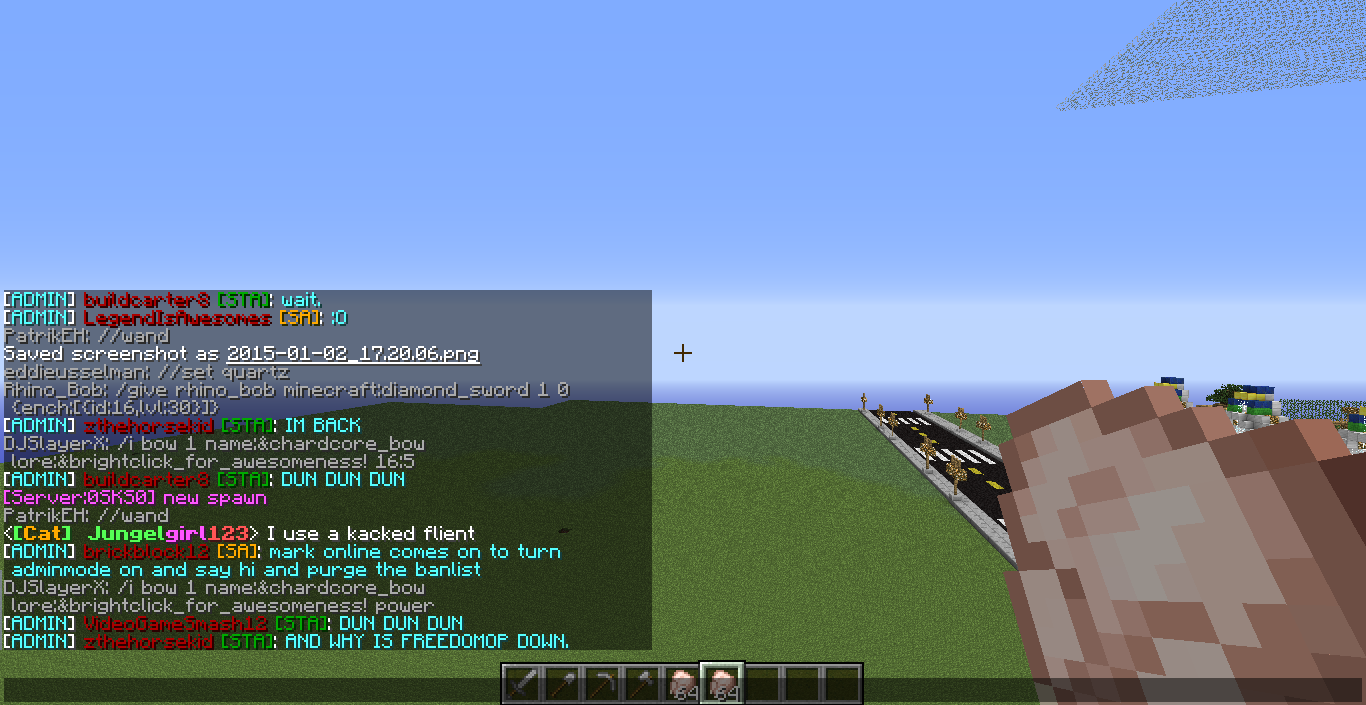 [ADMIN] buildcarter8 [STA]: wait.
[ADMIN] LegendIsAwesomes [SA]: :O
PatrikEH: //wand
Saved screenshot as 2015-01-02_17.20.06.png
eddieusselman: //set quartz
Rhino_Bob: /give rhino_bob minecraft:diamond_sword 1 0
{ench:[{id:16,lvl:30}]}
[ADMIN] zthehorsekid [STA]: IM BACK
DJSlayerX: /i bow 1 name:&chardcore_bow
lore:&brightclick_for_awesomeness! 16:5
[ADMIN] buildcarter8 [STA]: DUN DUN DUN
[Server:0SKS0] new spawn
PatrikEH: //wand
<[Cat] Jungelgirl123> I use a kacked flient
[ADMIN] brickblock12 [SA]: mark online comes on to turn
adminmode on and say hi and purge the banlist
DJSlayerX: /i bow 1 name:&chardcore_bow
lore:&brightclick_for_awesomeness! power
[ADMIN] VideoGameSmash12 [STA]: DUN DUN DUN
[ADMIN] zthehorsekid [STA]: AND WHY IS FREEDOMOP DOWN.
64 64